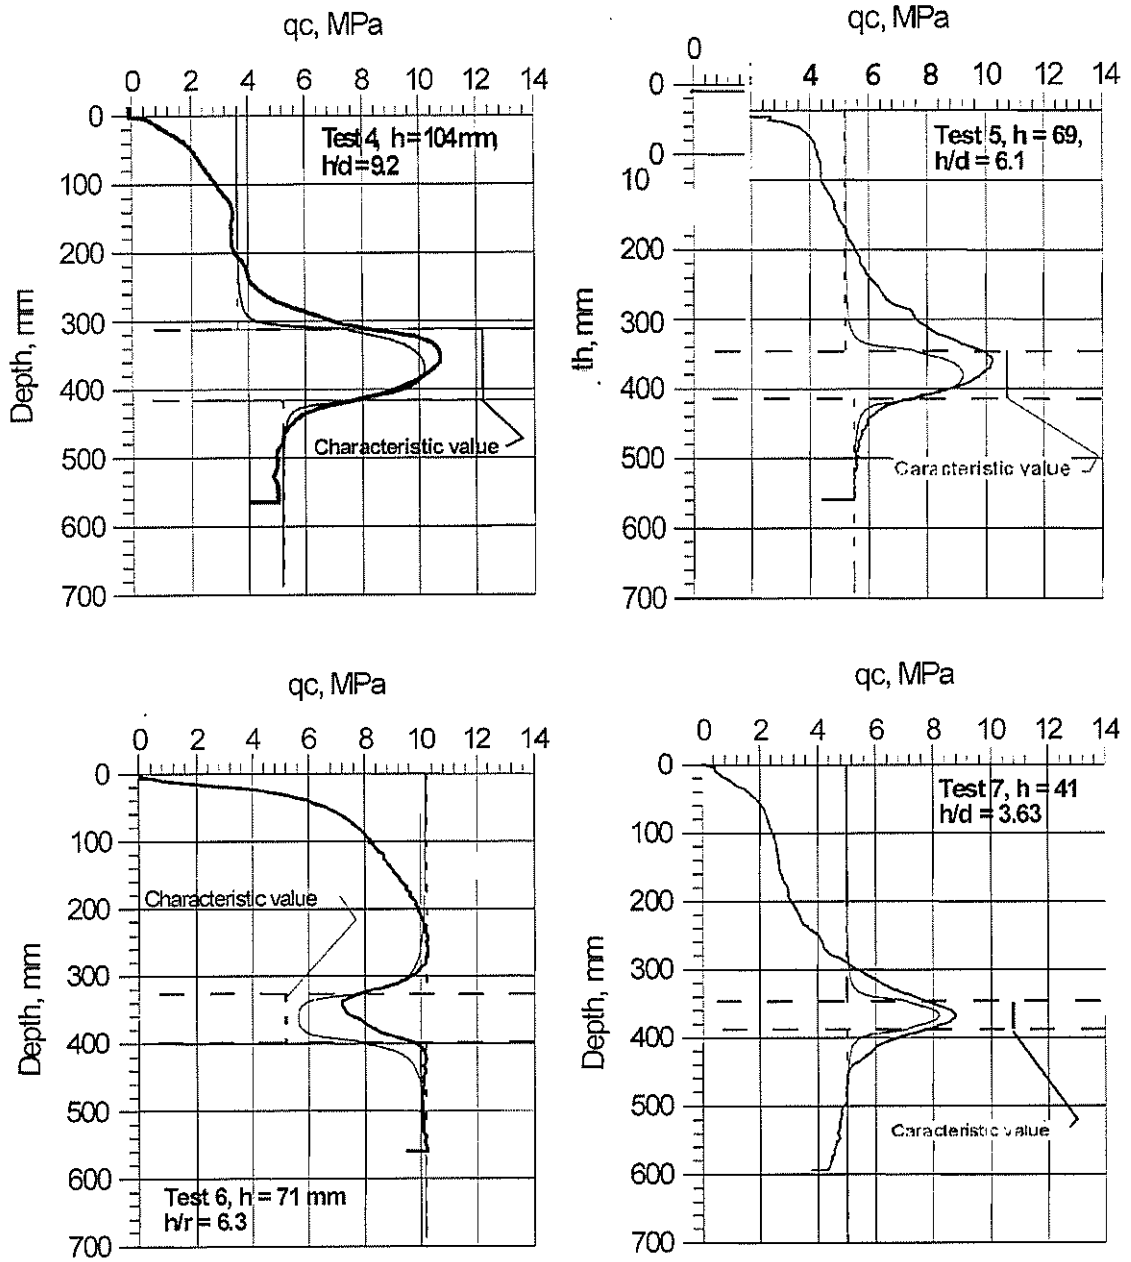 qc, MPa
0 2 4 6 8 10 12 14
0
100
200
300
400
500
600
700
Depth, mm
Test 4, h = 104 mm,
h/d = 9.2
Characteristic value
qc, MPa
0
4 6 8 10 12 14
0
0
10
200
300
400
500
600
700
th, mm
Test 5, h = 69,
h/d = 6.1
Caracteristic value
qc, MPa
0 2 4 6 8 10 12 14
0
100
200
300
400
500
600
700
Depth, mm
Characteristic value
Test 6, h = 71 mm
h/r = 6.3
qc, MPa
0 2 4 6 8 10 12 14
0
100
200
300
400
500
600
700
Depth, mm
Test 7, h = 41
h/d = 3.63
Caracteristic value